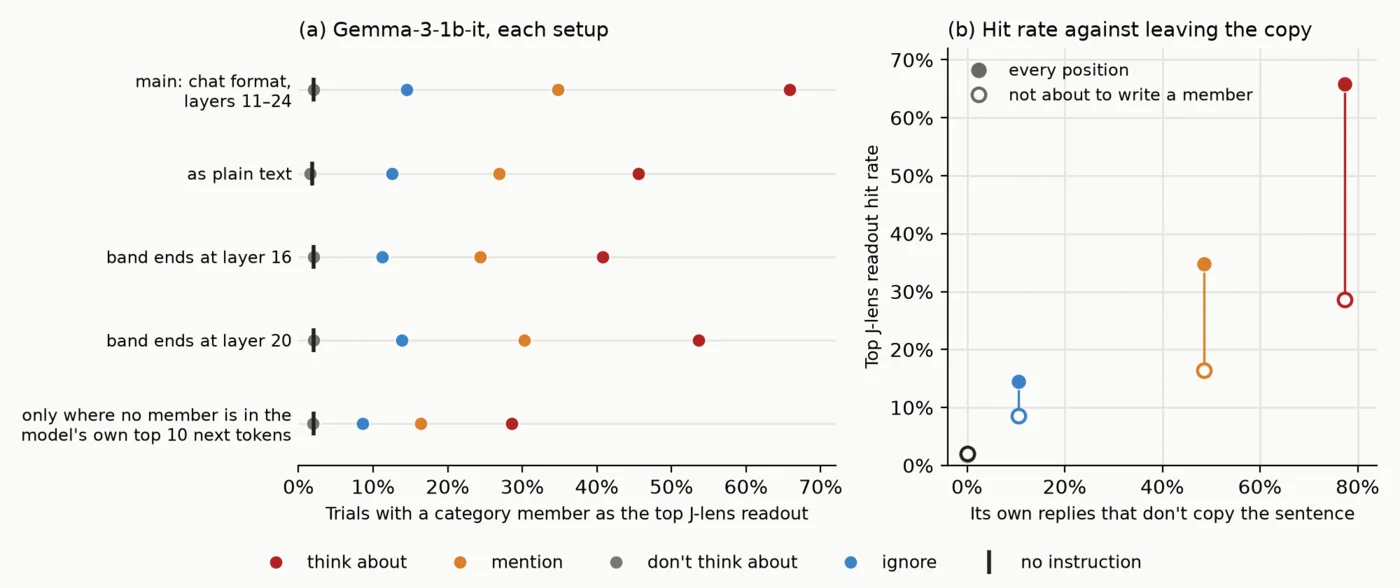 (a) Gemma-3-1b-it, each setup
main: chat format,
layers 11–24
as plain text
band ends at layer 16
band ends at layer 20
only where no member is in the
model's own top 10 next tokens
0% 10% 20% 30% 40% 50% 60% 70%
Trials with a category member as the top J-lens readout
(b) Hit rate against leaving the copy
every position
not about to write a member
70%
60%
50%
40%
30%
20%
10%
0%
Top J-lens readout hit rate
0% 20% 40% 60% 80%
Its own replies that don't copy the sentence
think about mention don't think about ignore no instruction